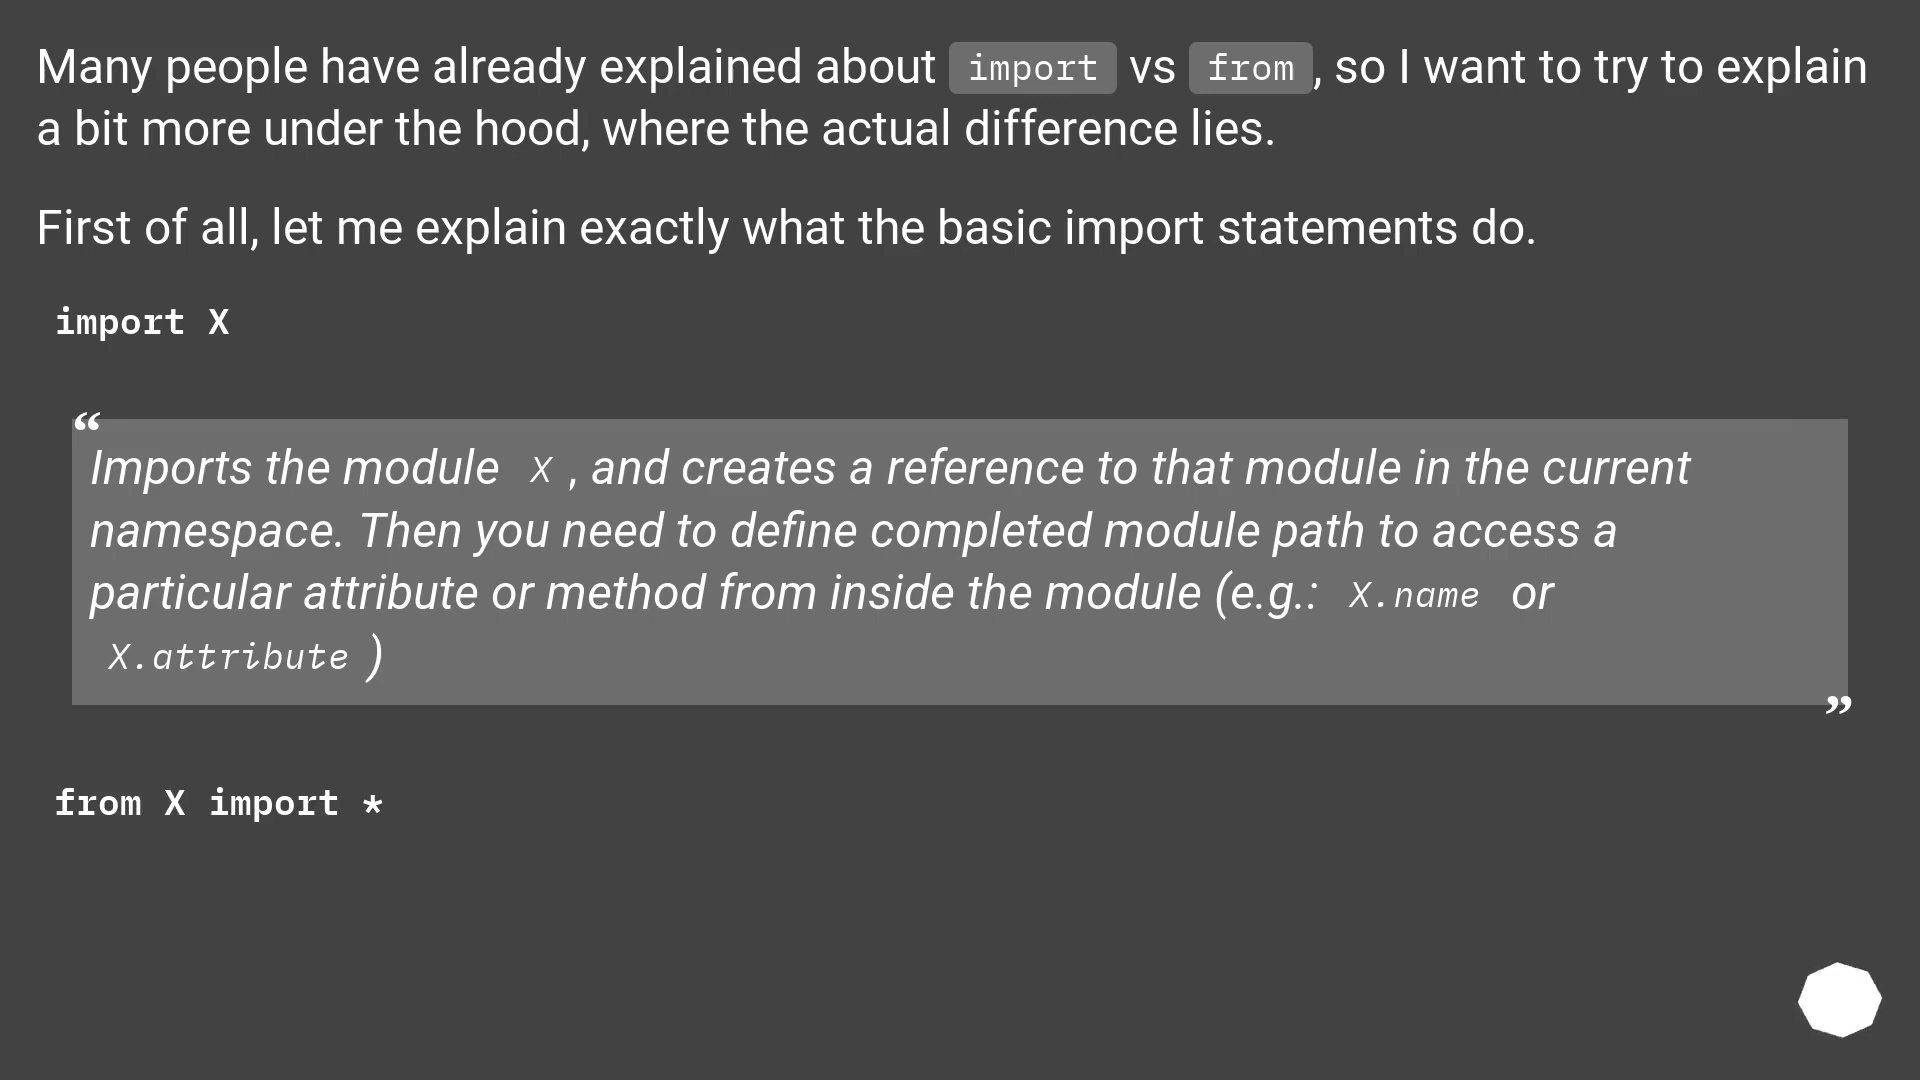 Many people have already explained about import vs from, so I want to try to explain
a bit more under the hood, where the actual difference lies.
First of all, let me explain exactly what the basic import statements do.
import X
“
Imports the module X , and creates a reference to that module in the current
namespace. Then you need to define completed module path to access a
particular attribute or method from inside the module (e.g.: X.name or
X.attribute )
”
from X import *